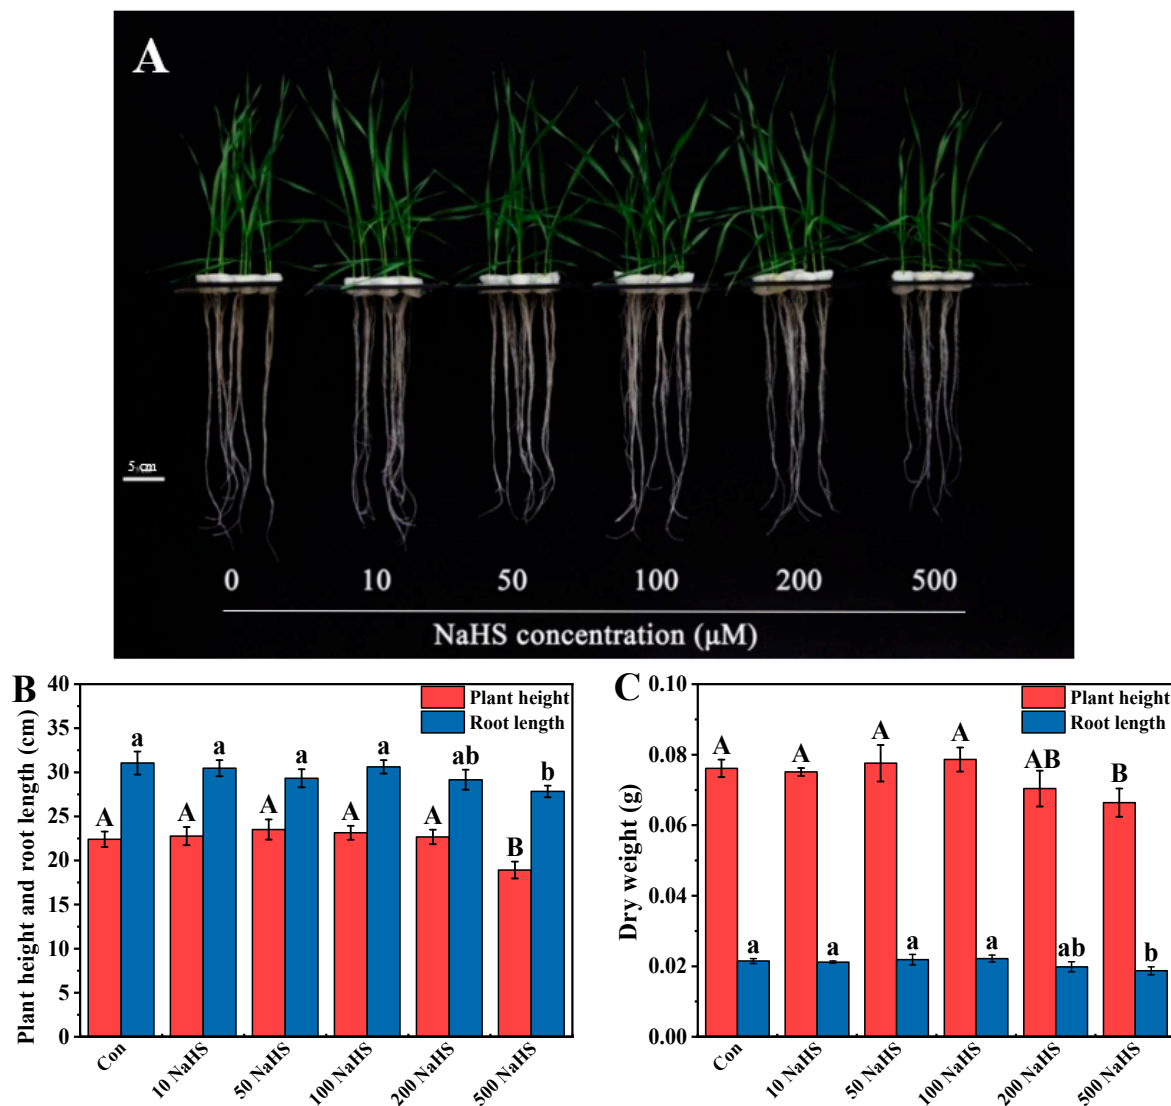 A
5 cm
0 10 50 100 200 500
NaHS concentration (μM)
B
Plant height and root length (cm)
40
35
30
25
20
15
10
5
0
Plant height
Root length
A a A a A a A a A ab B b
Con 10 NaHS 50 NaHS 100 NaHS 200 NaHS 500 NaHS
C
Dry weight (g)
0.10
0.08
0.06
0.04
0.02
0.00
Plant height
Root length
A a A a A a A a AB ab B b
Con 10 NaHS 50 NaHS 100 NaHS 200 NaHS 500 NaHS